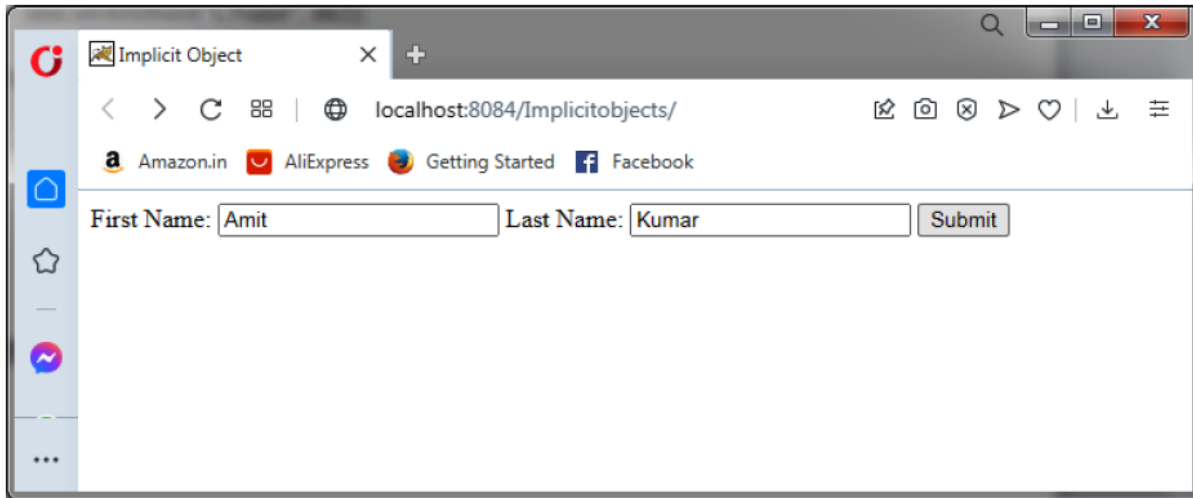 Implicit Object
localhost:8084/Implicitobjects/
Amazon.in AliExpress Getting Started Facebook
First Name: Amit Last Name: Kumar Submit